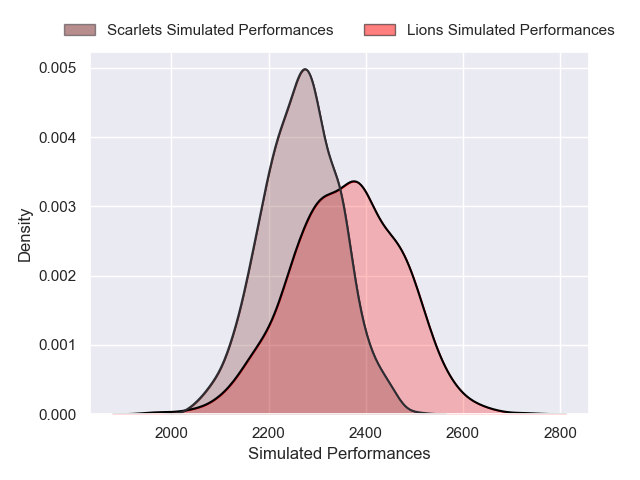 Scarlets Simulated Performances Lions Simulated Performances
0.005
0.004
0.003
0.002
0.001
0.000
Density
2000 2200 2400 2600 2800
Simulated Performances